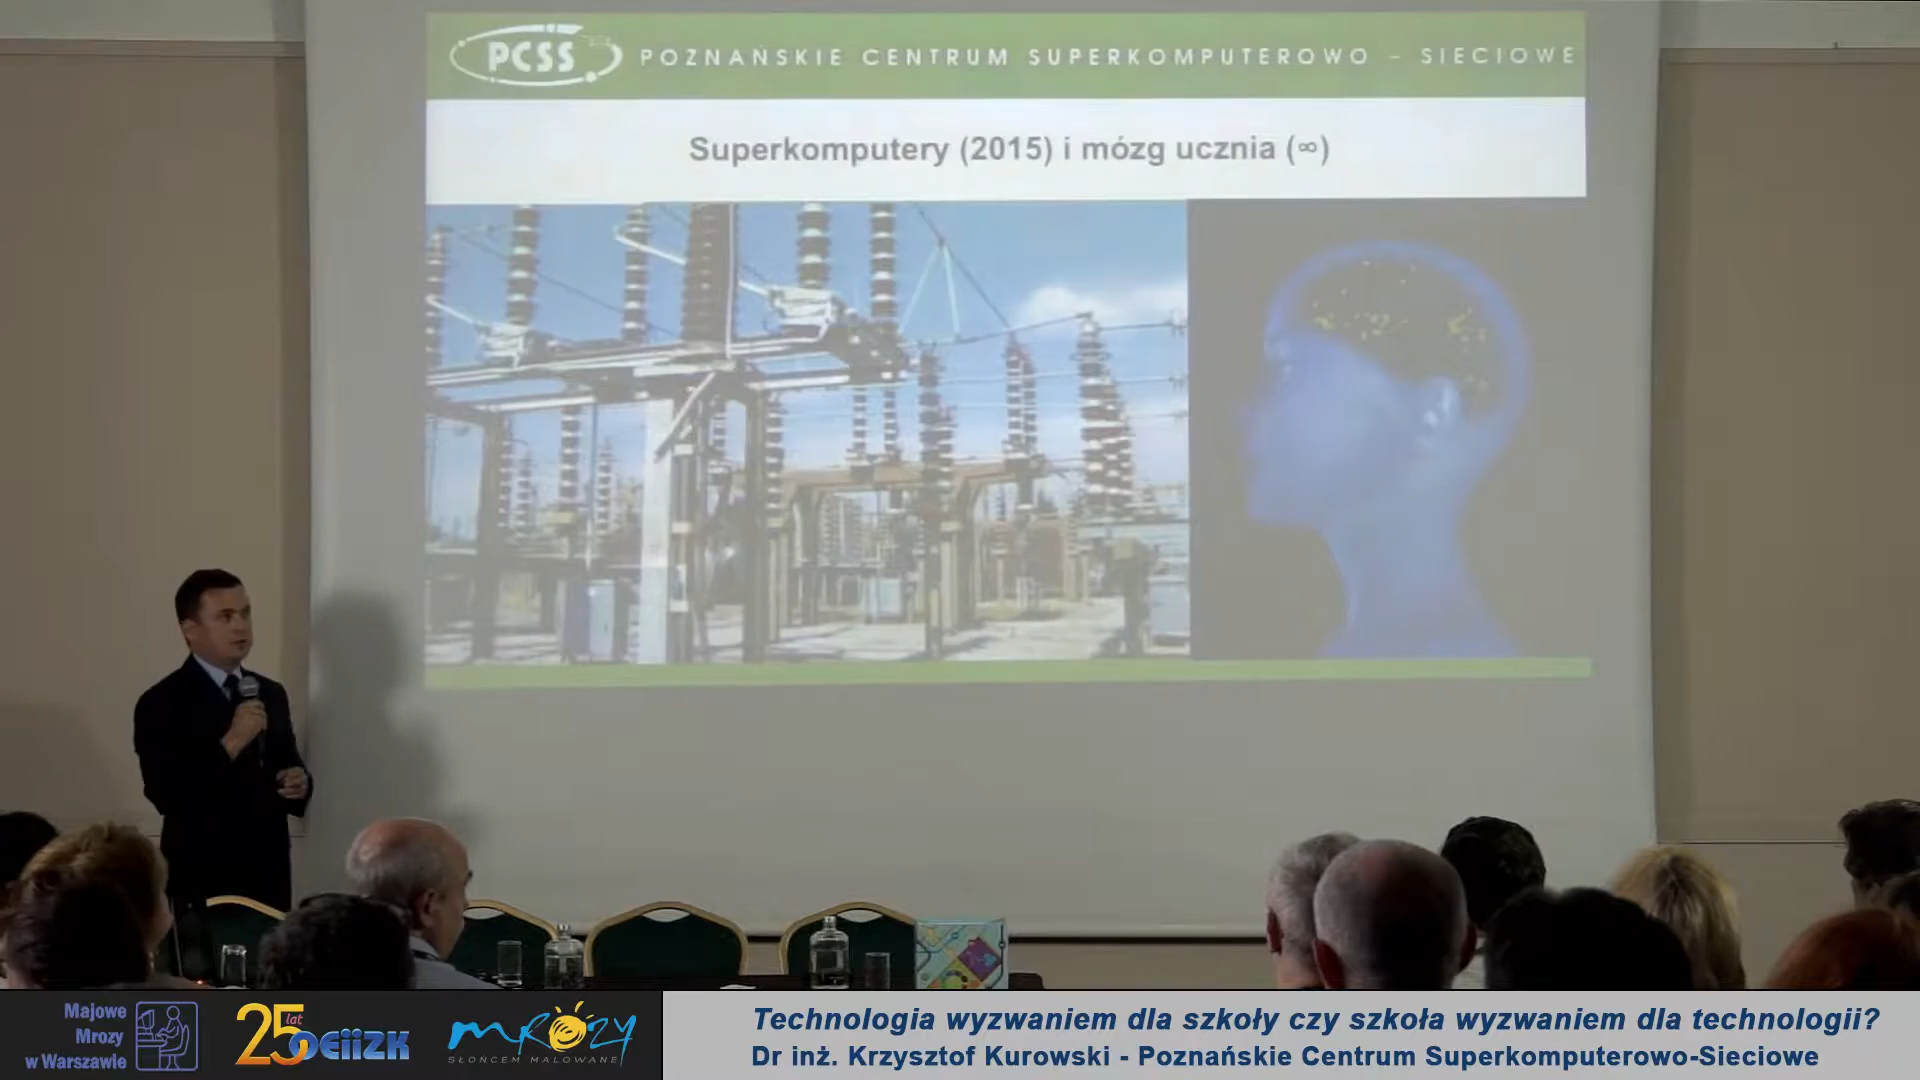 PCSS
POZNAŃSKIE CENTRUM SUPERKOMPUTEROWO – SIECIOWE
Superkomputery (2015) i mózg ucznia (∞)
Majowe
Mrozy
w Warszawie
25 lat OEiiZK
mROZY
SŁOŃCEM MALOWANE
Technologia wyzwaniem dla szkoły czy szkoła wyzwaniem dla technologii?
Dr inż. Krzysztof Kurowski - Poznańskie Centrum Superkomputerowo-Sieciowe